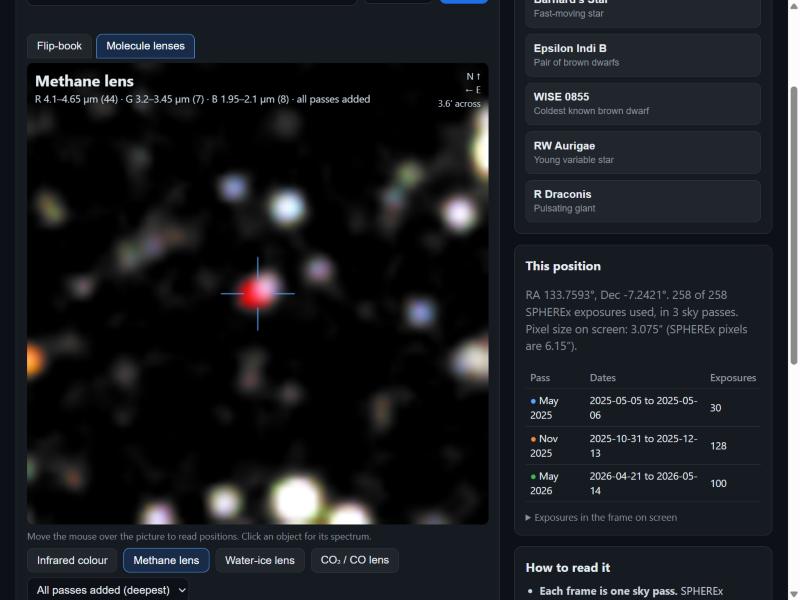 Flip-book
Molecule lenses
Methane lens
R 4.1–4.65 µm (44) · G 3.2–3.45 µm (7) · B 1.95–2.1 µm (8) · all passes added
N ↑
← E
3.6' across
Move the mouse over the picture to read positions. Click an object for its spectrum.
Infrared colour
Methane lens
Water-ice lens
CO₂ / CO lens
All passes added (deepest)
Barnard's Star
Fast-moving star
Epsilon Indi B
Pair of brown dwarfs
WISE 0855
Coldest known brown dwarf
RW Aurigae
Young variable star
R Draconis
Pulsating giant
This position
RA 133.7593°, Dec -7.2421°. 258 of 258
SPHEREx exposures used, in 3 sky passes.
Pixel size on screen: 3.075" (SPHEREx pixels
are 6.15").
Pass Dates Exposures
May 2025-05-05 to 2025-05- 30
2025 06
Nov 2025-10-31 to 2025-12- 128
2025 13
May 2026-04-21 to 2026-05- 100
2026 14
Exposures in the frame on screen
How to read it
• Each frame is one sky pass. SPHEREx